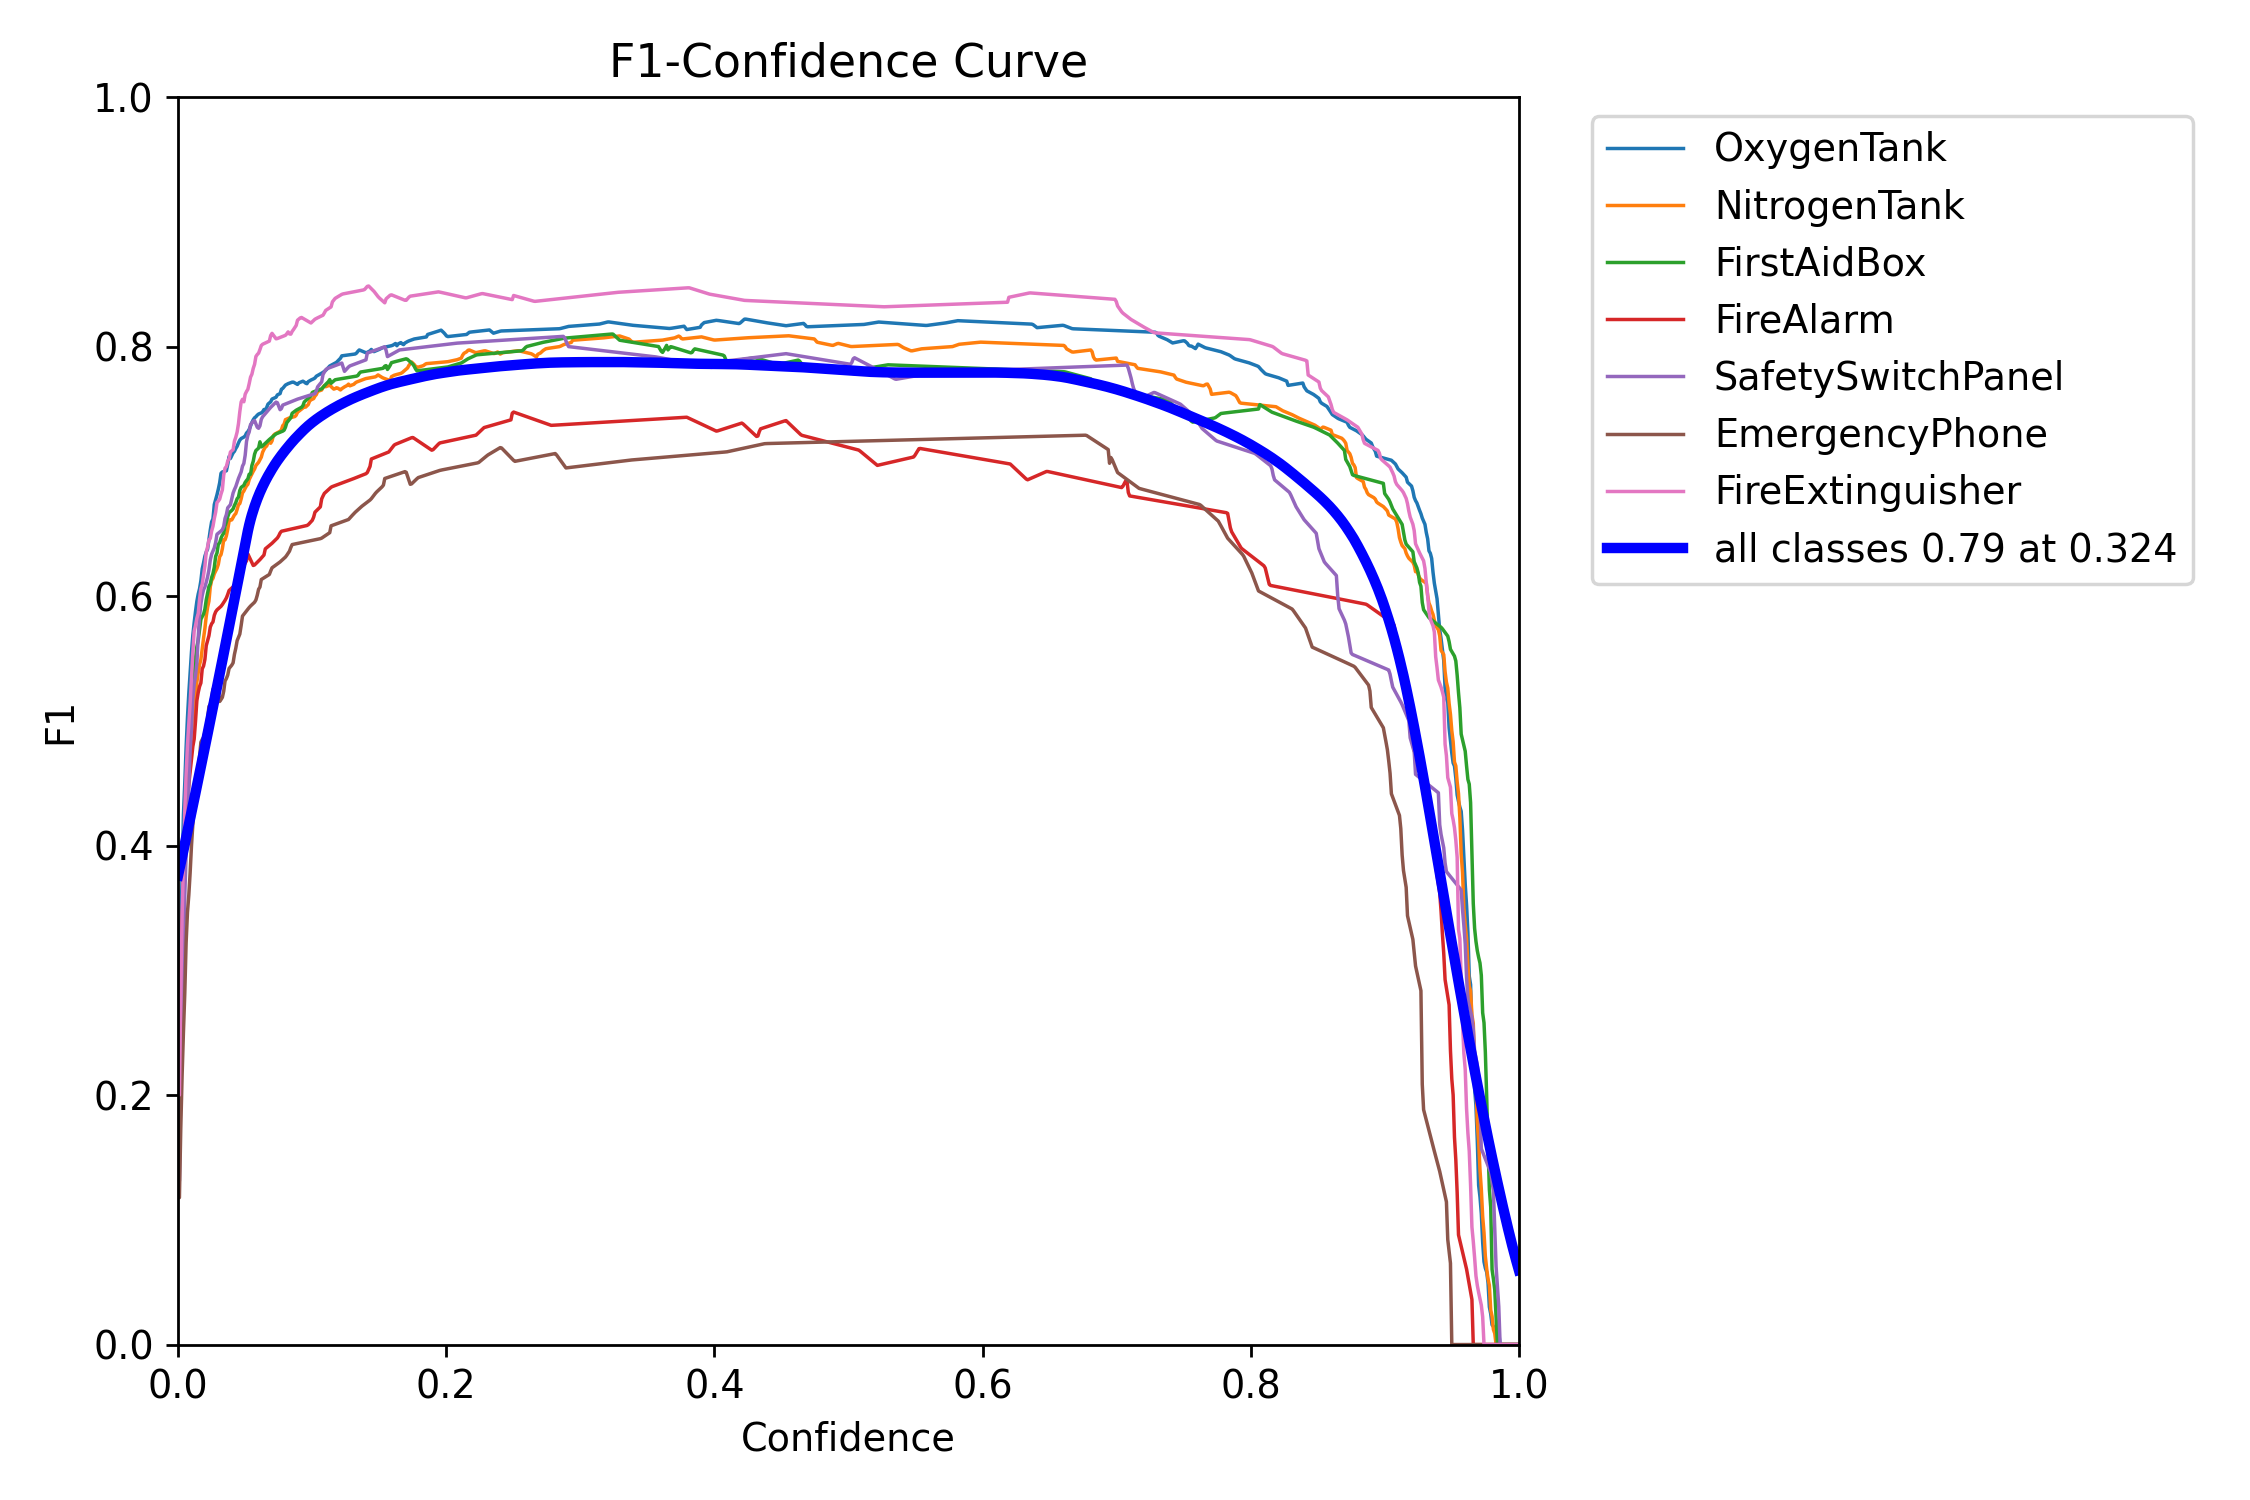 F1-Confidence Curve
1.0
0.8
0.6
0.4
0.2
0.0
F1
0.0 0.2 0.4 0.6 0.8 1.0
Confidence
OxygenTank
NitrogenTank
FirstAidBox
FireAlarm
SafetySwitchPanel
EmergencyPhone
FireExtinguisher
all classes 0.79 at 0.324